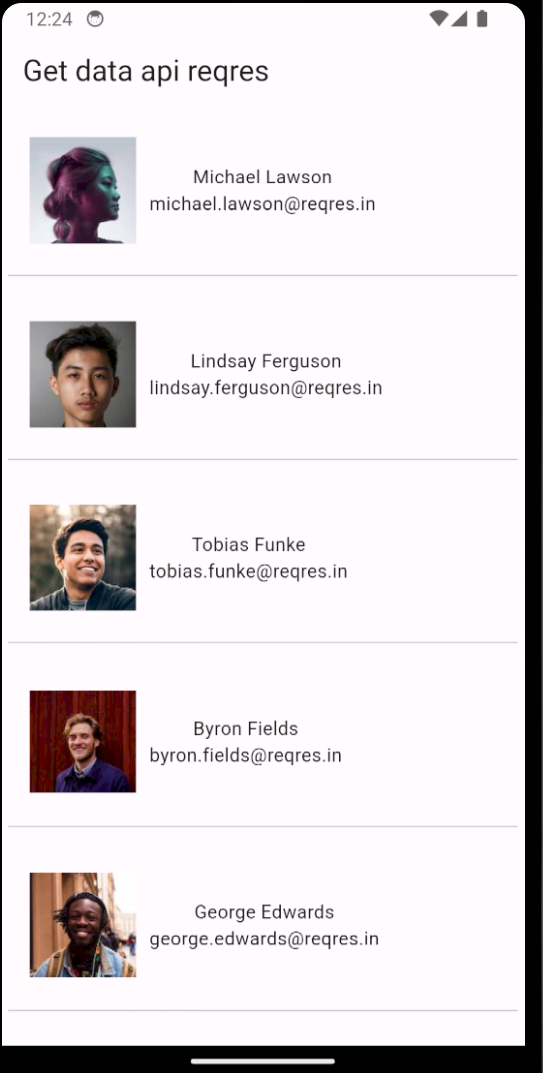 12:24
Get data api reqres
Michael Lawson
michael.lawson@reqres.in
Lindsay Ferguson
lindsay.ferguson@reqres.in
Tobias Funke
tobias.funke@reqres.in
Byron Fields
byron.fields@reqres.in
George Edwards
george.edwards@reqres.in